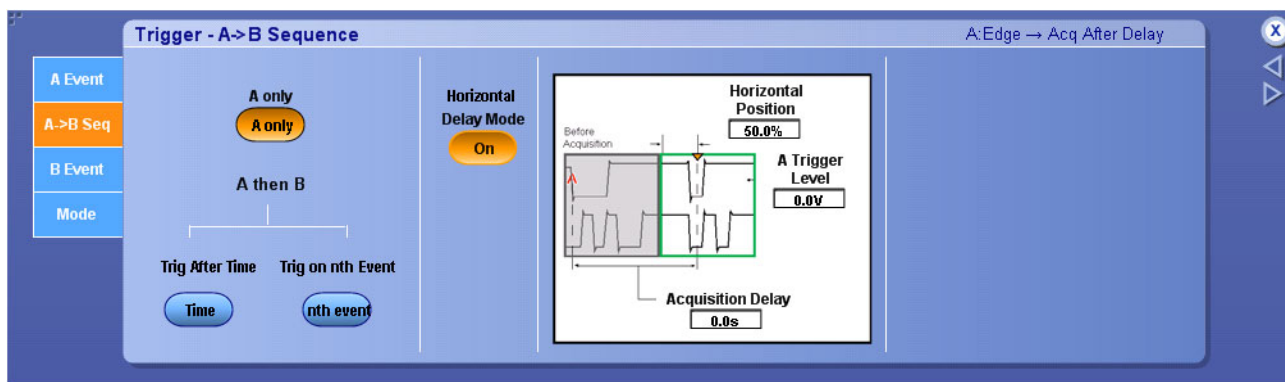 Trigger - A->B Sequence
A:Edge → Acq After Delay
X
A Event
A->B Seq
B Event
Mode
A only
A only
A then B
Trig After Time
Trig on nth Event
Time
nth event
Horizontal
Delay Mode
On
Horizontal
Position
50.0%
Before
Acquisition
A
A Trigger
Level
0.0V
Acquisition Delay
0.0s